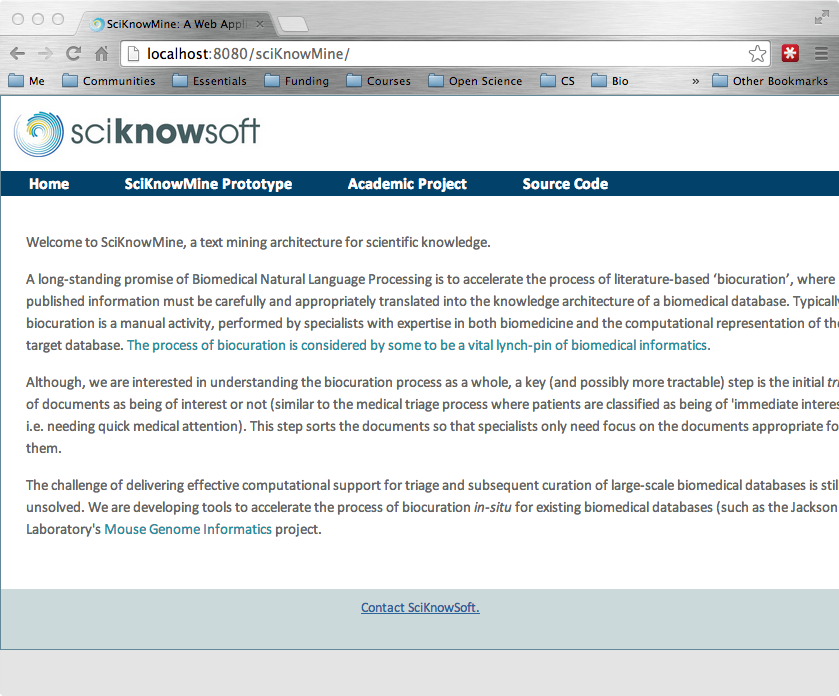 SciKnowMine: A Web Appli
localhost:8080/sciKnowMine/
Me Communities Essentials Funding Courses Open Science CS Bio » Other Bookmarks
sciknowsoft
Home SciKnowMine Prototype Academic Project Source Code
Welcome to SciKnowMine, a text mining architecture for scientific knowledge.
A long-standing promise of Biomedical Natural Language Processing is to accelerate the process of literature-based ‘biocuration’, where
published information must be carefully and appropriately translated into the knowledge architecture of a biomedical database. Typically
biocuration is a manual activity, performed by specialists with expertise in both biomedicine and the computational representation of the
target database. The process of biocuration is considered by some to be a vital lynch-pin of biomedical informatics.
Although, we are interested in understanding the biocuration process as a whole, a key (and possibly more tractable) step is the initial tri
of documents as being of interest or not (similar to the medical triage process where patients are classified as being of 'immediate interes
i.e. needing quick medical attention). This step sorts the documents so that specialists only need focus on the documents appropriate fo
them.
The challenge of delivering effective computational support for triage and subsequent curation of large-scale biomedical databases is stil
unsolved. We are developing tools to accelerate the process of biocuration in-situ for existing biomedical databases (such as the Jackson
Laboratory's Mouse Genome Informatics project.
Contact SciKnowSoft.